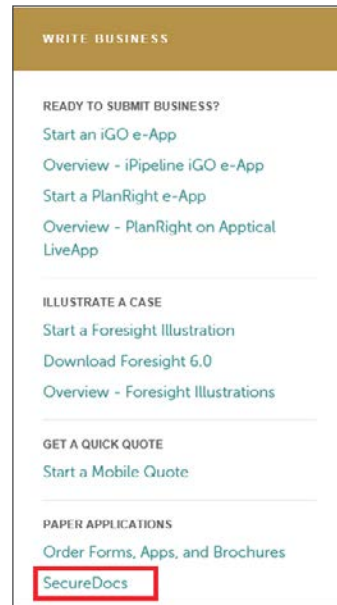 WRITE BUSINESS
READY TO SUBMIT BUSINESS?
Start an iGO e-App
Overview - iPipeline iGO e-App
Start a PlanRight e-App
Overview - PlanRight on Apptical
LiveApp
ILLUSTRATE A CASE
Start a Foresight Illustration
Download Foresight 6.0
Overview - Foresight Illustrations
GET A QUICK QUOTE
Start a Mobile Quote
PAPER APPLICATIONS
Order Forms, Apps, and Brochures
SecureDocs